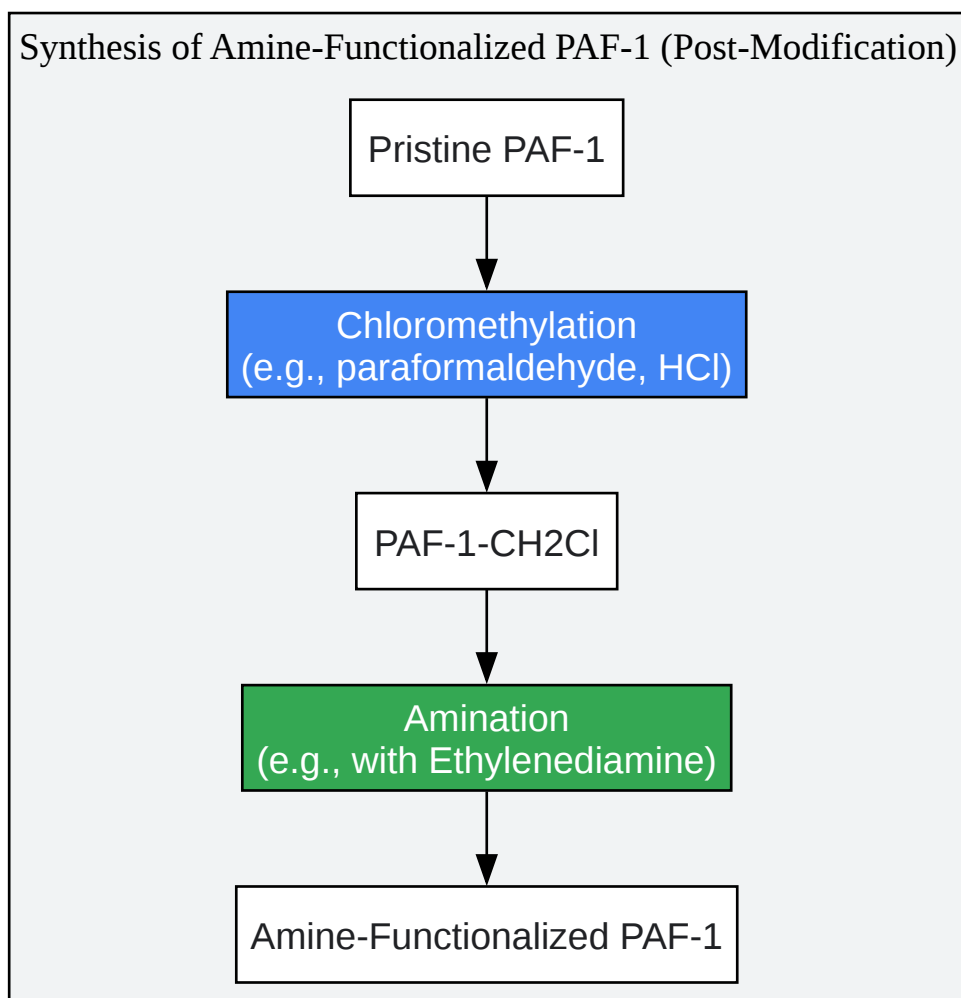 Synthesis of Amine-Functionalized PAF-1 (Post-Modification)
Pristine PAF-1
Chloromethylation
(e.g., paraformaldehyde, HCl)
PAF-1-CH2Cl
Amination
(e.g., with Ethylenediamine)
Amine-Functionalized PAF-1